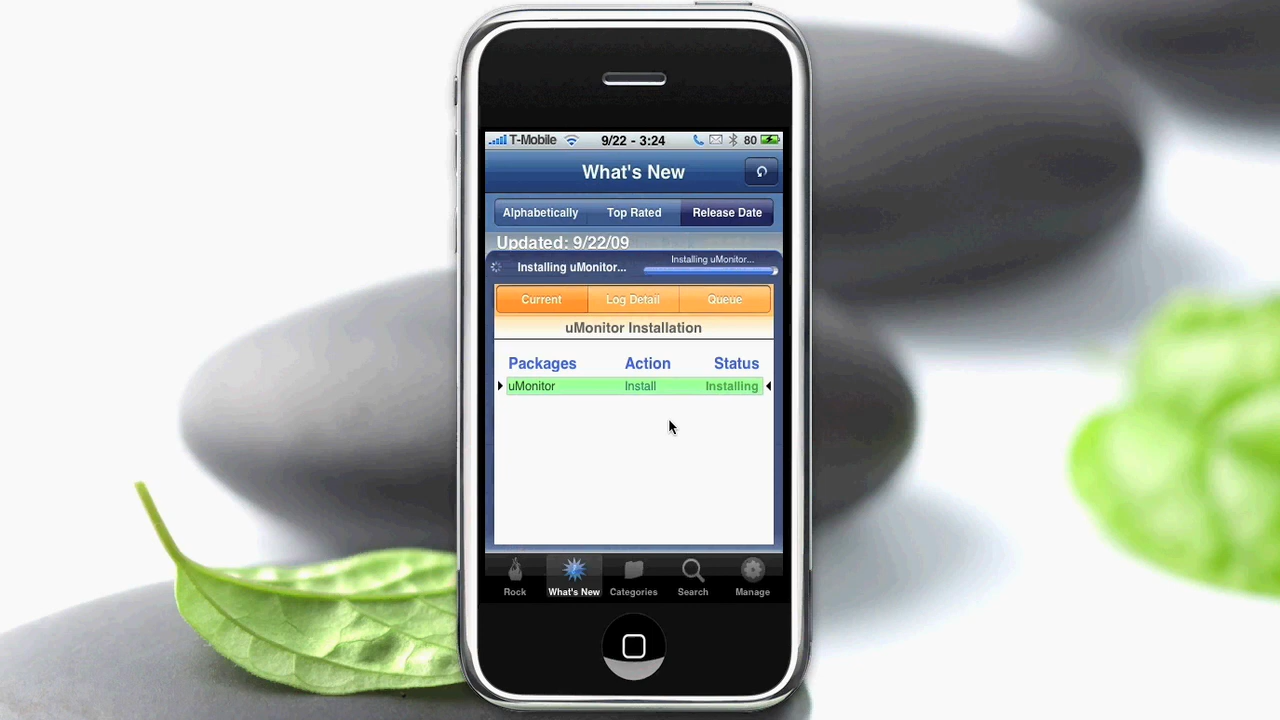 T-Mobile 9/22 - 3:24 80
What's New
Alphabetically Top Rated Release Date
Updated: 9/22/09
Installing uMonitor... Installing uMonitor...
Current Log Detail Queue
uMonitor Installation
Packages Action Status
uMonitor Install Installing
Rock What's New Categories Search Manage